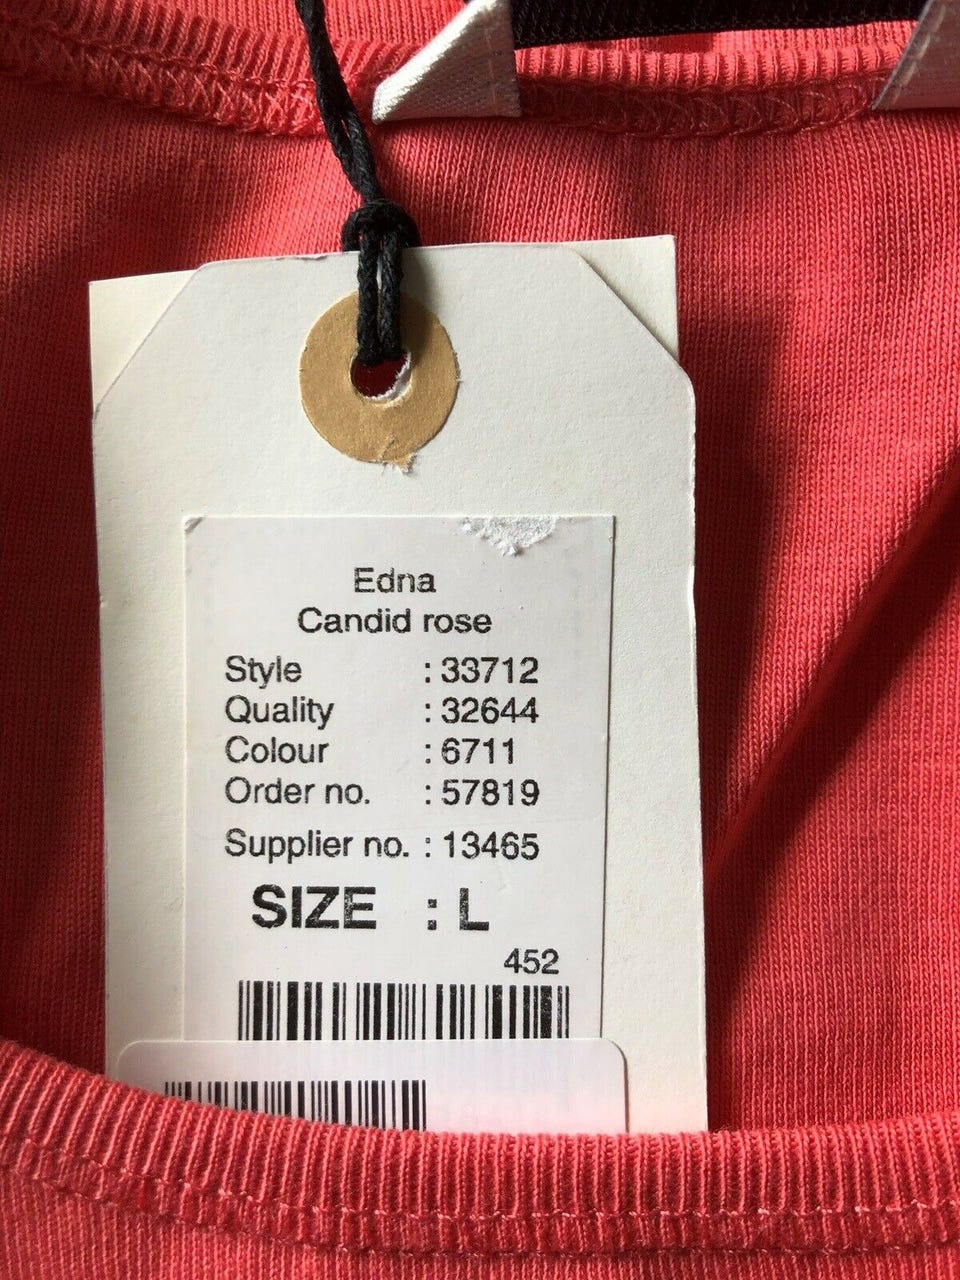 Edna
Candid rose
Style : 33712
Quality : 32644
Colour : 6711
Order no. : 57819
Supplier no. : 13465
SIZE : L
452